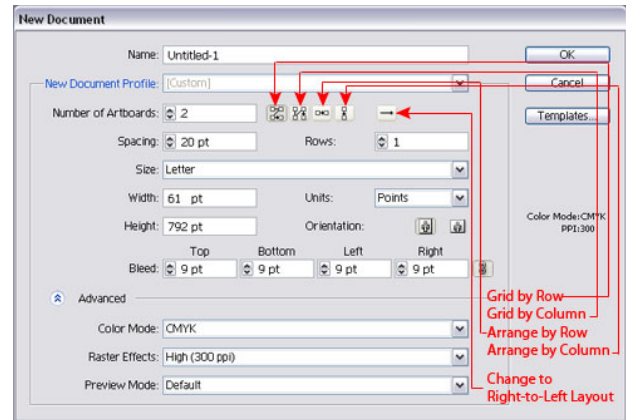 New Document
Name: Untitled-1
OK
New Document Profile: [Custom]
Cancel
Number of Artboards: 2
Templates...
Spacing: 20 pt Rows: 1
Size: Letter
Width: 61 pt Units: Points
Height: 792 pt Orientation:
Color Mode:CMYK
PPI:300
Top Bottom Left Right
Bleed: 9 pt 9 pt 9 pt 9 pt
Advanced
Grid by Row
Grid by Column
Arrange by Row
Arrange by Column
Color Mode: CMYK
Raster Effects: High (300 ppi)
Preview Mode: Default
Change to
Right-to-Left Layout